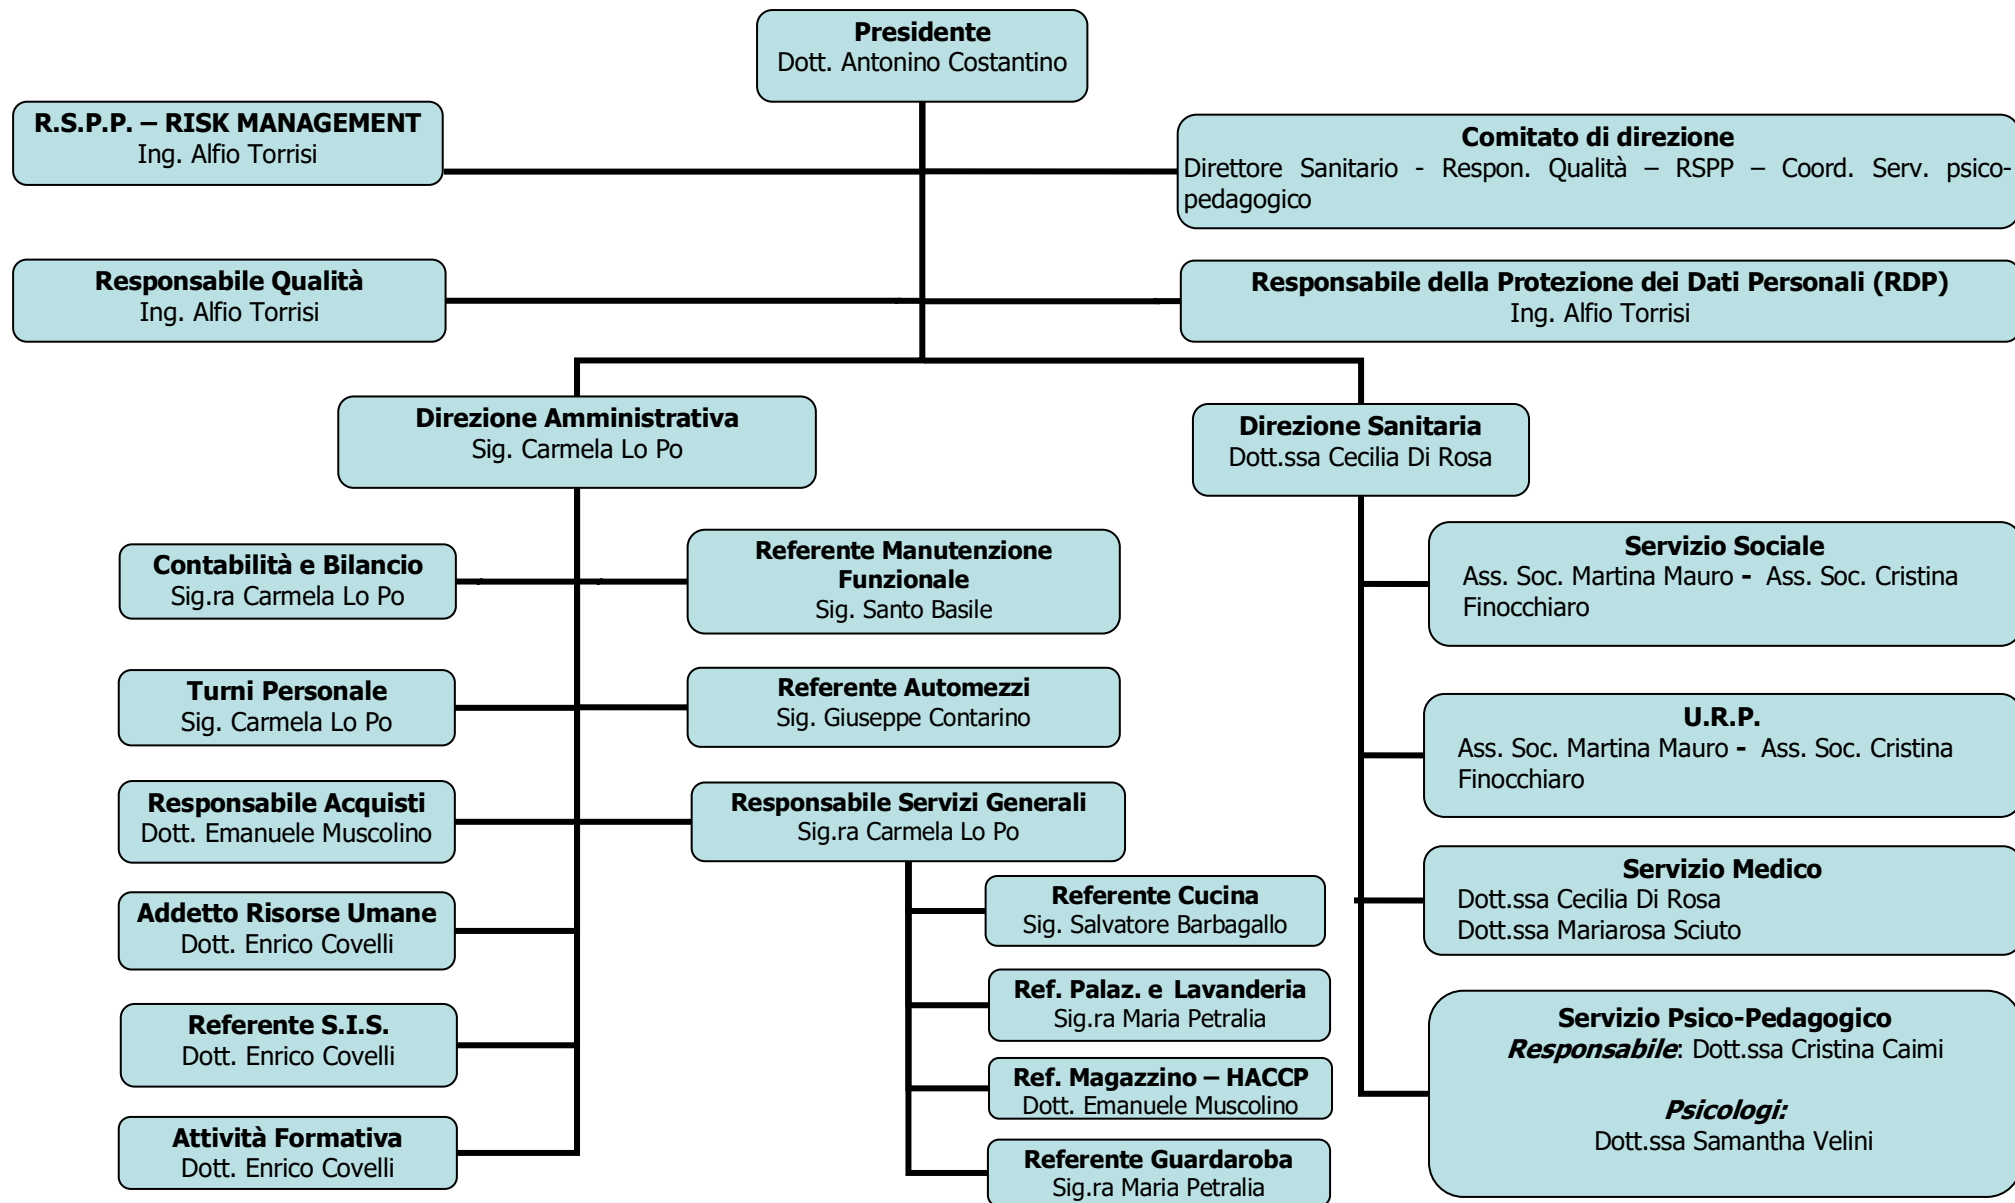 Presidente
Dott. Antonino Costantino
R.S.P.P. – RISK MANAGEMENT
Ing. Alfio Torrisi
Comitato di direzione
Direttore Sanitario - Respon. Qualità – RSPP – Coord. Serv. psico-
pedagogico
Responsabile Qualità
Ing. Alfio Torrisi
Responsabile della Protezione dei Dati Personali (RDP)
Ing. Alfio Torrisi
Direzione Amministrativa
Sig. Carmela Lo Po
Direzione Sanitaria
Dott.ssa Cecilia Di Rosa
Contabilità e Bilancio
Sig.ra Carmela Lo Po
Referente Manutenzione
Funzionale
Sig. Santo Basile
Servizio Sociale
Ass. Soc. Martina Mauro - Ass. Soc. Cristina
Finocchiaro
Turni Personale
Sig. Carmela Lo Po
Referente Automezzi
Sig. Giuseppe Contarino
U.R.P.
Ass. Soc. Martina Mauro - Ass. Soc. Cristina
Finocchiaro
Responsabile Acquisti
Dott. Emanuele Muscolino
Responsabile Servizi Generali
Sig.ra Carmela Lo Po
Servizio Medico
Dott.ssa Cecilia Di Rosa
Dott.ssa Mariarosa Sciuto
Addetto Risorse Umane
Dott. Enrico Covelli
Referente Cucina
Sig. Salvatore Barbagallo
Ref. Palaz. e Lavanderia
Sig.ra Maria Petralia
Referente S.I.S.
Dott. Enrico Covelli
Servizio Psico-Pedagogico
Responsabile: Dott.ssa Cristina Caimi
Psicologi:
Dott.ssa Samantha Velini
Ref. Magazzino – HACCP
Dott. Emanuele Muscolino
Attività Formativa
Dott. Enrico Covelli
Referente Guardaroba
Sig.ra Maria Petralia